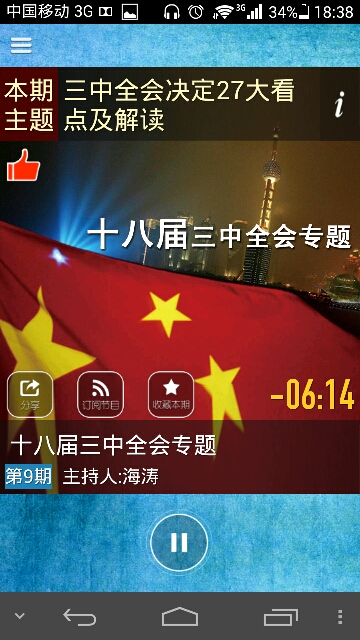 中国移动 3G 3G 34% 18:38
本期主题
三中全会决定27大看
点及解读
i
十八届三中全会专题
分享
订阅节目
收藏本期
-06:14
十八届三中全会专题
第9期 主持人:海涛